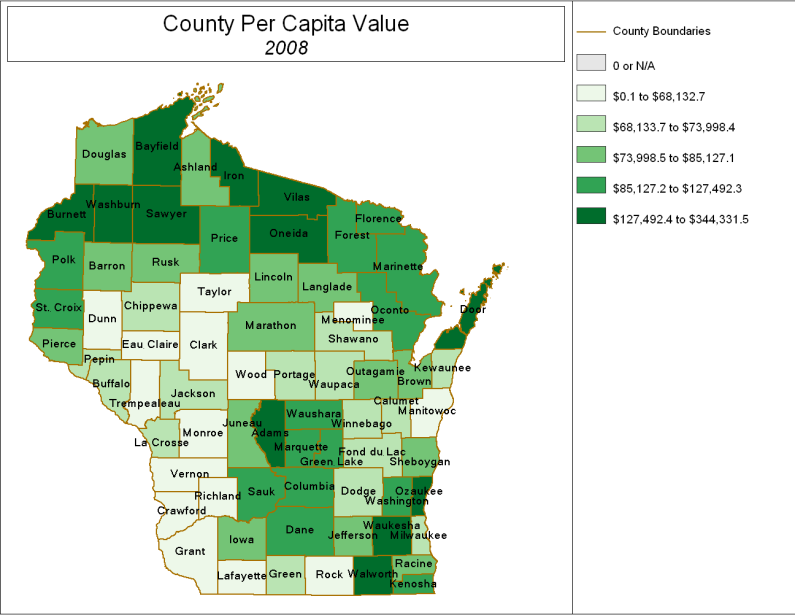 County Per Capita Value
2008
County Boundaries
0 or N/A
$0.1 to $68,132.7
$68,133.7 to $73,998.4
$73,998.5 to $85,127.1
$85,127.2 to $127,492.3
$127,492.4 to $344,331.5
Douglas
Bayfield
Ashland
Iron
Vilas
Burnett
Washburn
Sawyer
Price
Oneida
Forest
Florence
Marinette
Polk
Barron
Rusk
Lincoln
Langlade
Taylor
Oconto
Door
St. Croix
Dunn
Chippewa
Menominee
Marathon
Shawano
Pierce
Eau Claire
Clark
Pepin
Wood
Portage
Waupaca
Outagamie
Brown
Kewaunee
Buffalo
Trempealeau
Jackson
Calumet
Manitowoc
La Crosse
Monroe
Juneau
Adams
Waushara
Winnebago
Marquette
Green Lake
Fond du Lac
Sheboygan
Vernon
Richland
Sauk
Columbia
Dodge
Washington
Ozaukee
Crawford
Grant
Iowa
Dane
Jefferson
Waukesha
Milwaukee
Lafayette
Green
Rock
Walworth
Racine
Kenosha